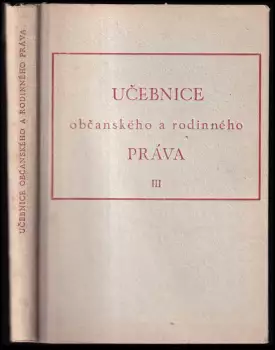 UČEBNICE OBČANSKÉHO A RODINNÉHO PRÁVA
UČEBNICE
občanského a rodinného
PRÁVA
III